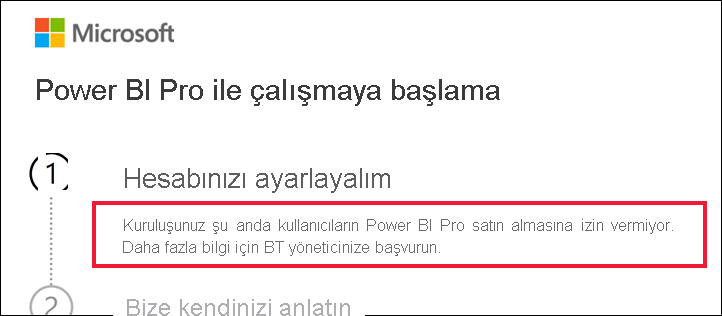 Microsoft
Power BI Pro ile çalışmaya başlama
1
Hesabınızı ayarlayalım
Kuruluşunuz şu anda kullanıcıların Power BI Pro satın almasına izin vermiyor.
Daha fazla bilgi için BT yöneticinize başvurun.
2
Bize kendinizi anlatın